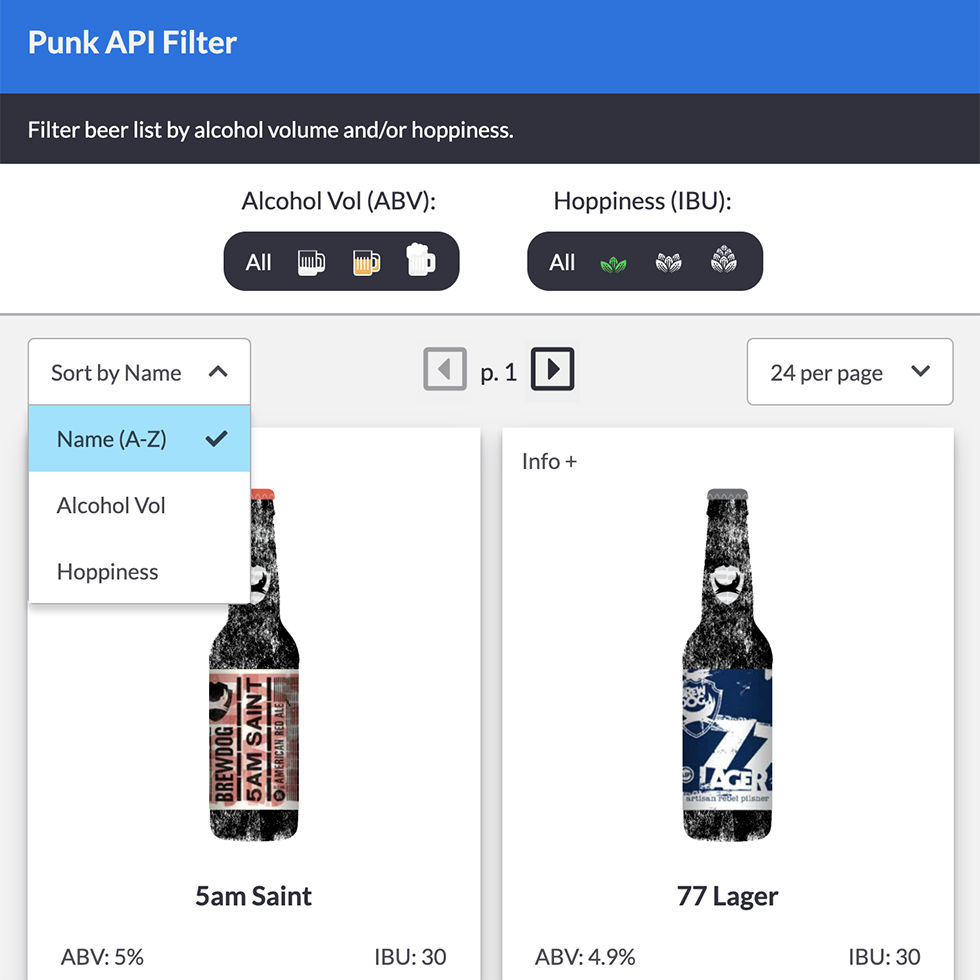 Punk API Filter
Filter beer list by alcohol volume and/or hoppiness.
Alcohol Vol (ABV):
Hoppiness (IBU):
All
All
Sort by Name
p. 1
24 per page
Name (A-Z)
Alcohol Vol
Hoppiness
Info +
BREWDOG
5AM SAINT
AMERICAN RED ALE
BREW
DOG
77
LAGER
artisan rebel pilsner
5am Saint
77 Lager
ABV: 5%
IBU: 30
ABV: 4.9%
IBU: 30